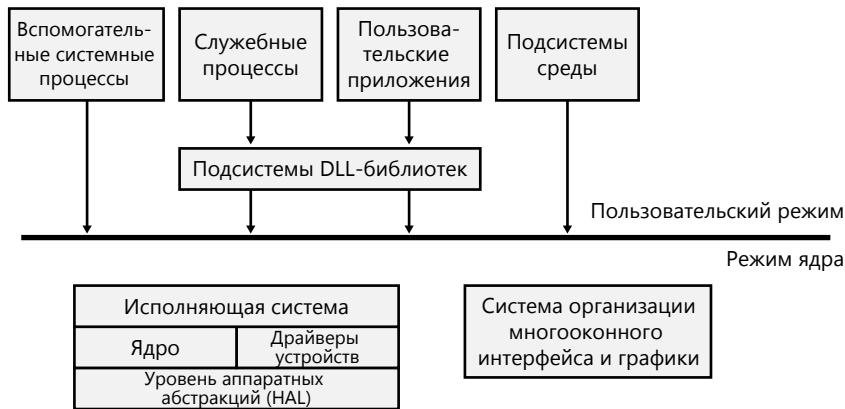 Вспомогатель-
ные системные
процессы
Служебные
процессы
Пользова-
тельские
приложения
Подсистемы
среды
Подсистемы DLL-библиотек
Пользовательский режим
Режим ядра
Исполняющая система
Ядро
Драйверы
устройств
Уровень аппаратных
абстракций (HAL)
Система организации
многооконного
интерфейса и графики